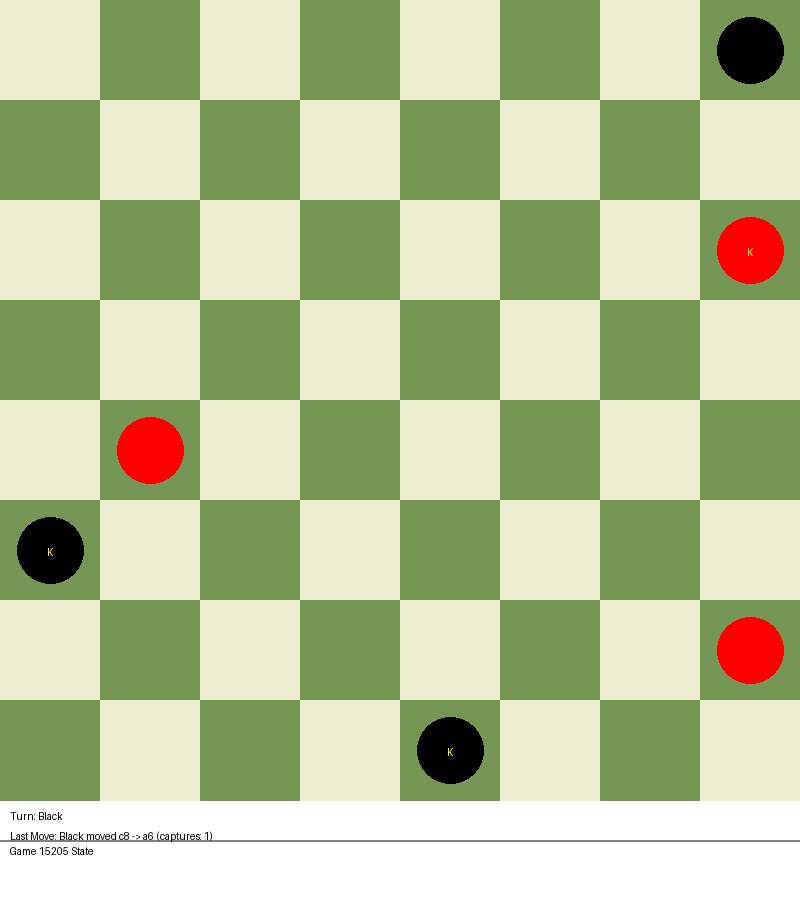 K
K
K
Turn: Black
Last Move: Black moved c8 -> a6 (captures: 1)
Game 15205 State